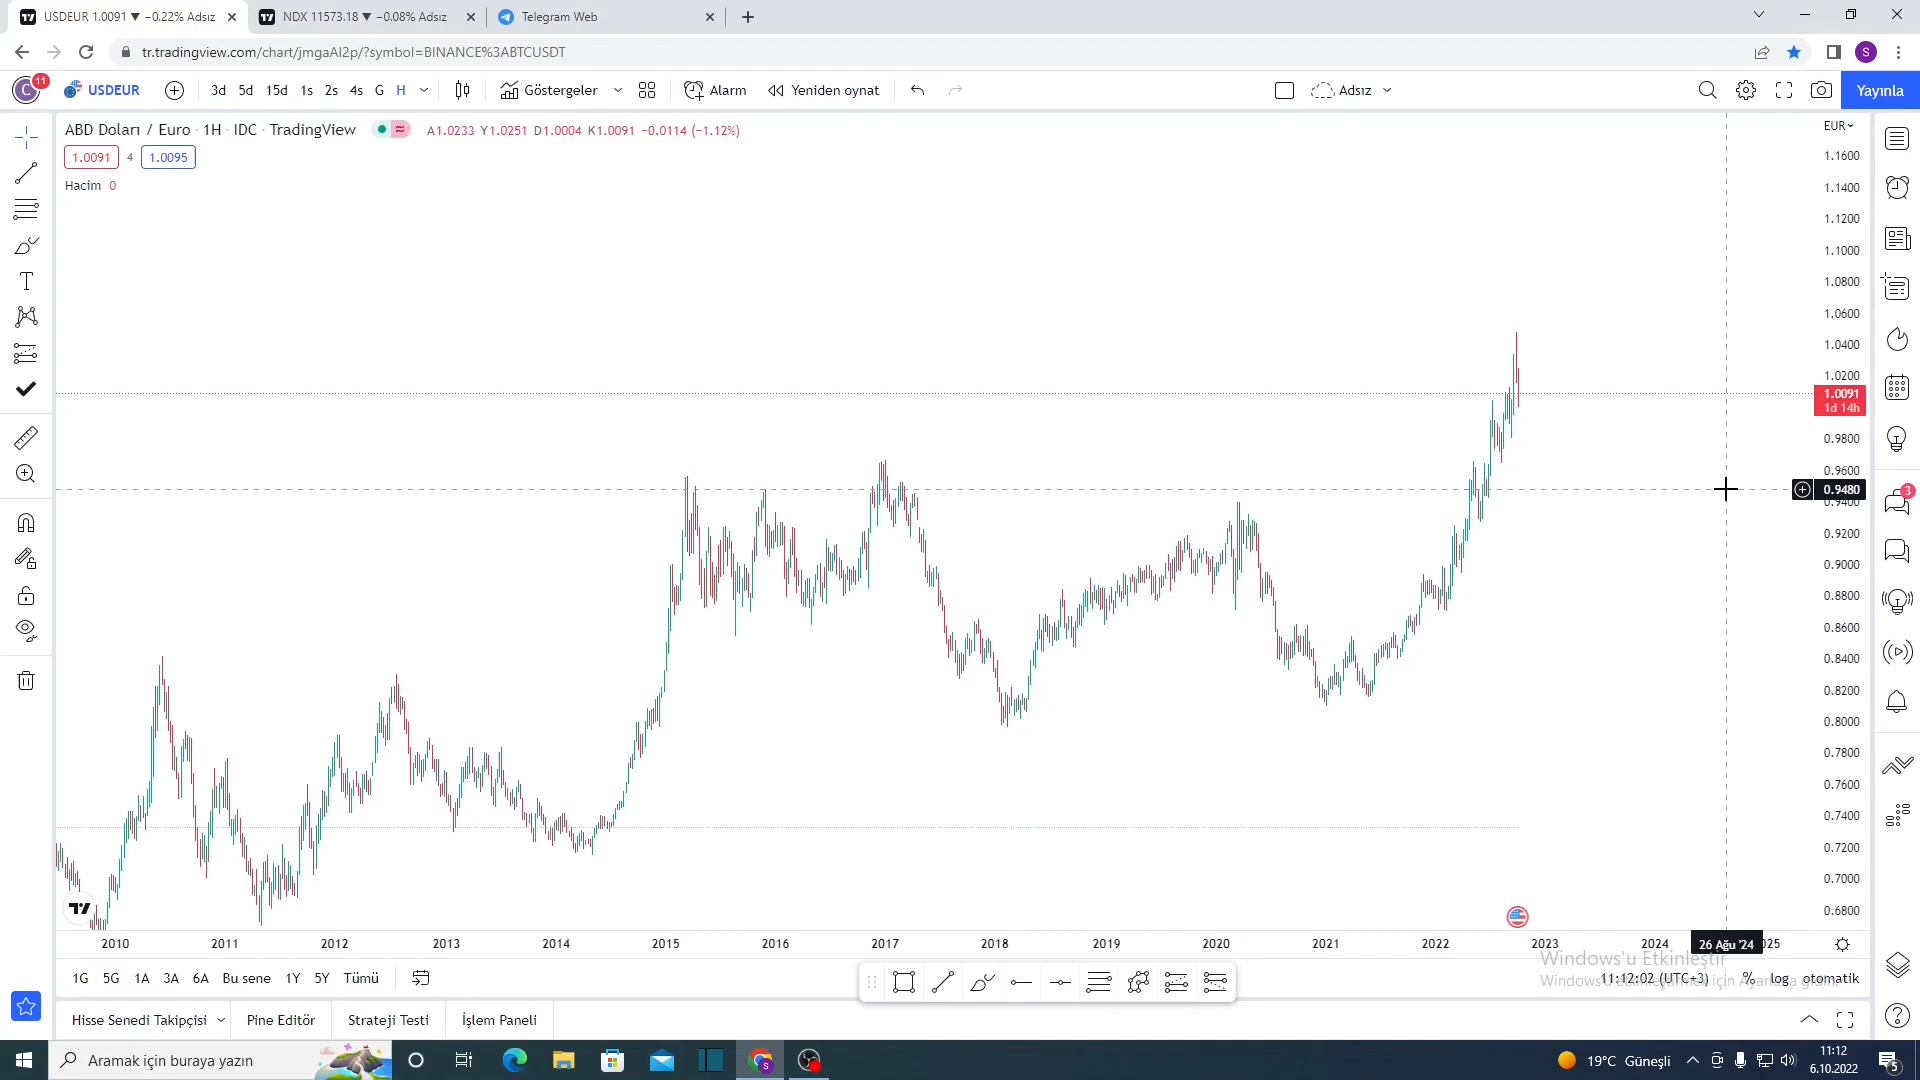 USDEUR 1.0091 ▼ −0.22% Adsız
NDX 11573.18 ▼ −0.08% Adsız
Telegram Web
tr.tradingview.com/chart/jmgaAl2p/?symbol=BINANCE%3ABTCUSDT
S
C 11 USDEUR 3d 5d 15d 1s 2s 4s G H Göstergeler Alarm Yeniden oynat Adsız Yayınla
ABD Doları / Euro · 1H · IDC · TradingView A1.0233 Y1.0251 D1.0004 K1.0091 −0.0114 (−1.12%)
EUR
1.0091 4 1.0095
Hacim 0
1.1600
1.1400
1.1200
1.1000
1.0800
1.0600
1.0400
1.0200
1.0091
1d 14h
0.9800
0.9600
0.9480
0.9400
0.9200
0.9000
0.8800
0.8600
0.8400
0.8200
0.8000
0.7800
0.7600
0.7400
0.7200
0.7000
0.6800
3
2010 2011 2012 2013 2014 2015 2016 2017 2018 2019 2020 2021 2022 2023 2024 26 Ağu '24 025
Windows'u Etkinleştir
1G 5G 1A 3A 6A Bu sene 1Y 5Y Tümü
11:12:02 (UTC+3) % log otomatik
Hisse Senedi Takipçisi Pine Editör Strateji Testi İşlem Paneli
Aramak için buraya yazın
19°C Güneşli
11:12
6.10.2022
5